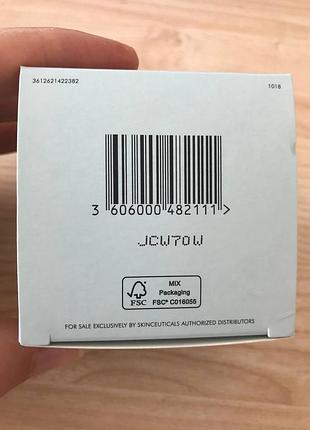 3612621422382 1018
3 606000 482111>
JCW70W
MIX
Packaging
FSC FSC® C016055
FOR SALE EXCLUSIVELY BY SKINCEUTICALS AUTHORIZED DISTRIBUTORS